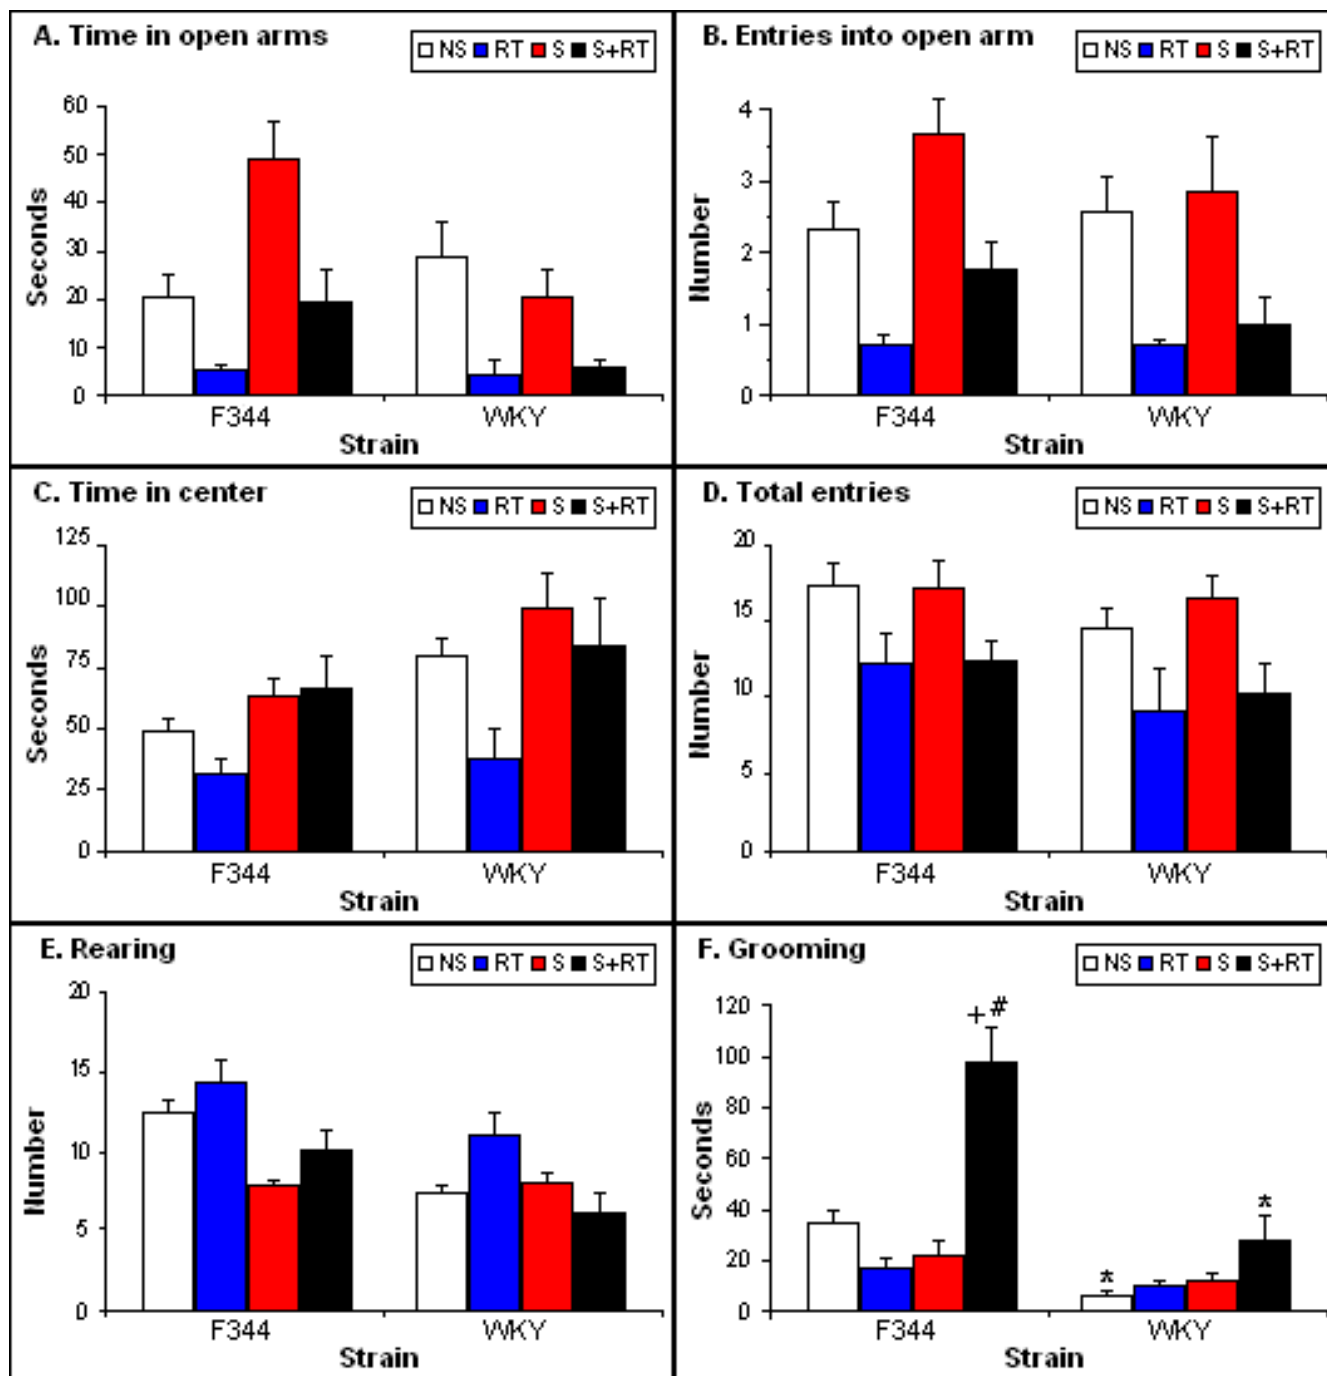 A. Time in open arms
NS RT S S+RT
60
50
40
30
20
10
0
Seconds
F344 WKY
Strain
B. Entries into open arm
NS RT S S+RT
4
3
2
1
0
Number
F344 WKY
Strain
C. Time in center
NS RT S S+RT
125
100
75
50
25
0
Seconds
F344 WKY
Strain
D. Total entries
NS RT S S+RT
20
15
10
5
0
Number
F344 WKY
Strain
E. Rearing
NS RT S S+RT
20
15
10
5
0
Number
F344 WKY
Strain
F. Grooming
NS RT S S+RT
120
100
80
60
40
20
0
Seconds
+#
*
*
F344 WKY
Strain